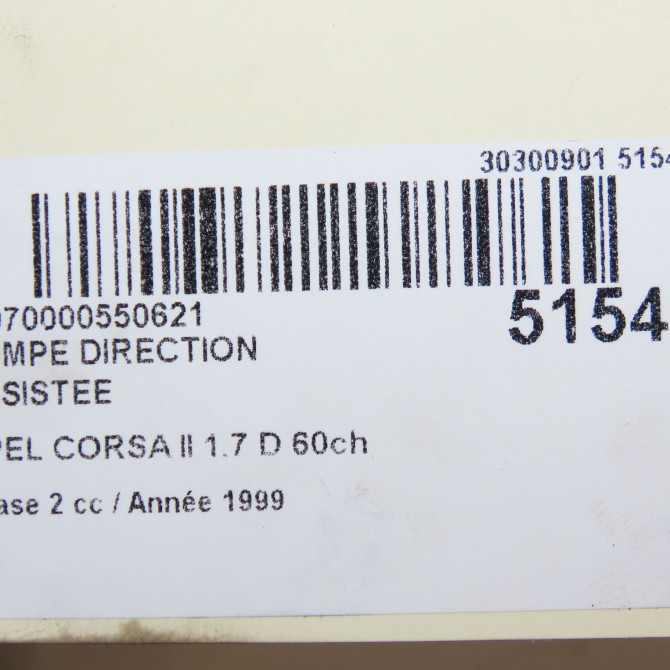 30300901 5154
070000550621
5154
MPE DIRECTION
SISTEE
PEL CORSA II 1.7 D 60ch
ase 2 cc / Année 1999